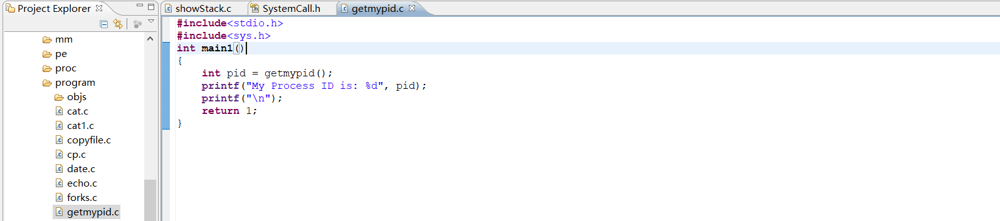 Project Explorer
mm
pe
proc
program
objs
cat.c
cat1.c
copyfile.c
cp.c
date.c
echo.c
forks.c
getmypid.c
showStack.c
SystemCall.h
getmypid.c
#include<stdio.h>
#include<sys.h>
int main1()
{
    int pid = getmypid();
    printf("My Process ID is: %d", pid);
    printf("\n");
    return 1;
}